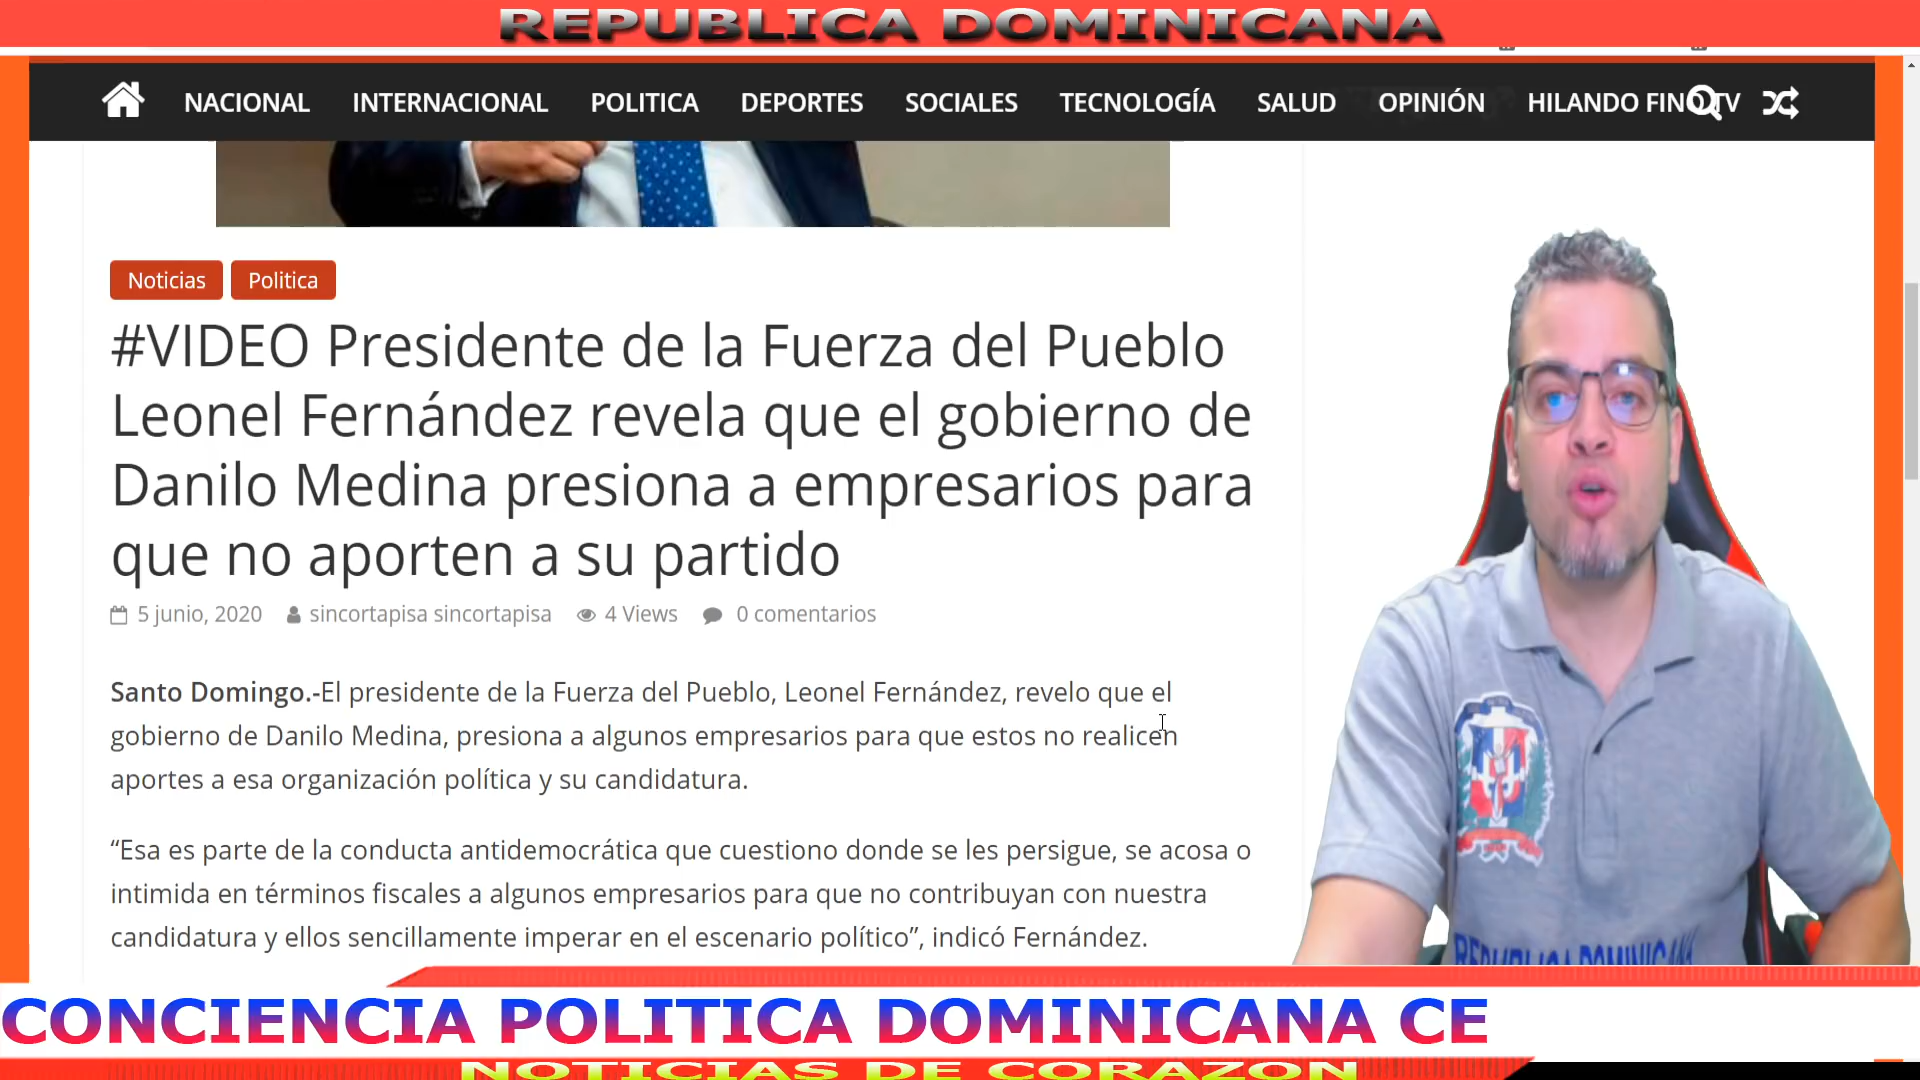 REPUBLICA DOMINICANA
NACIONAL INTERNACIONAL POLITICA DEPORTES SOCIALES TECNOLOGÍA SALUD OPINIÓN HILANDO FINO TV
Noticias Politica
#VIDEO Presidente de la Fuerza del Pueblo
Leonel Fernández revela que el gobierno de
Danilo Medina presiona a empresarios para
que no aporten a su partido
5 junio, 2020 sincortapisa sincortapisa 4 Views 0 comentarios
Santo Domingo.-El presidente de la Fuerza del Pueblo, Leonel Fernández, revelo que el
gobierno de Danilo Medina, presiona a algunos empresarios para que estos no realicen
aportes a esa organización política y su candidatura.
“Esa es parte de la conducta antidemocrática que cuestiono donde se les persigue, se acosa o
intimida en términos fiscales a algunos empresarios para que no contribuyan con nuestra
candidatura y ellos sencillamente imperar en el escenario político”, indicó Fernández.
REPUBLICA DOMINICANA
CONCIENCIA POLITICA DOMINICANA CE
NOTICIAS DE CORAZON